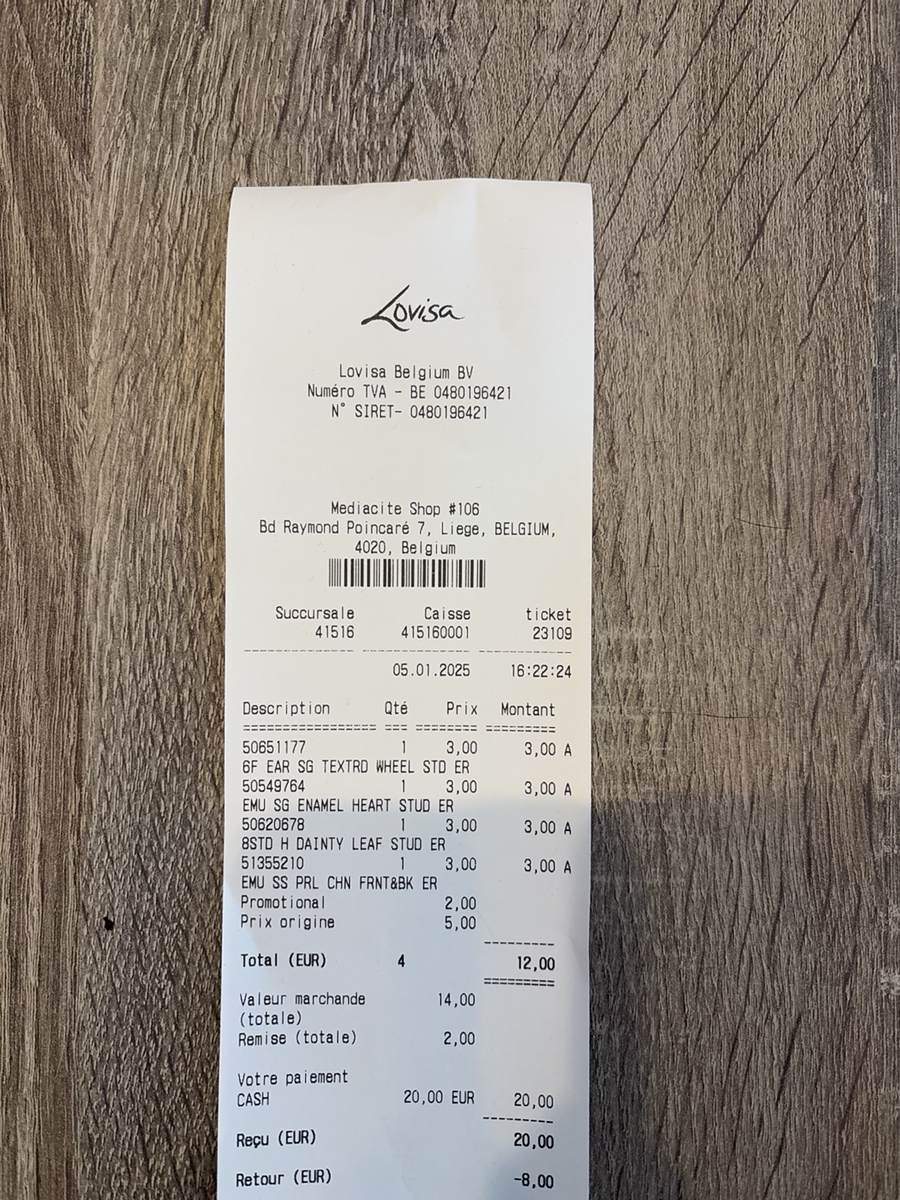 Lovisa
Lovisa Belgium BV
Numéro TVA - BE 0480196421
N° SIRET- 0480196421
Mediacite Shop #106
Bd Raymond Poincaré 7, Liege, BELGIUM,
4020, Belgium
Succursale Caisse ticket
41516 415160001 23109
05.01.2025 16:22:24
Description Qté Prix Montant
50651177 1 3,00 3,00 A
6F EAR SG TEXTRD WHEEL STD ER
50549764 1 3,00 3,00 A
EMU SG ENAMEL HEART STUD ER
50620678 1 3,00 3,00 A
8STD H DAINTY LEAF STUD ER
51355210 1 3,00 3,00 A
EMU SS PRL CHN FRNT&BK ER
Promotional 2,00
Prix origine 5,00
Total (EUR) 4 12,00
Valeur marchande 14,00
(totale)
Remise (totale) 2,00
Votre paiement
CASH 20,00 EUR 20,00
Reçu (EUR) 20,00
Retour (EUR) -8,00